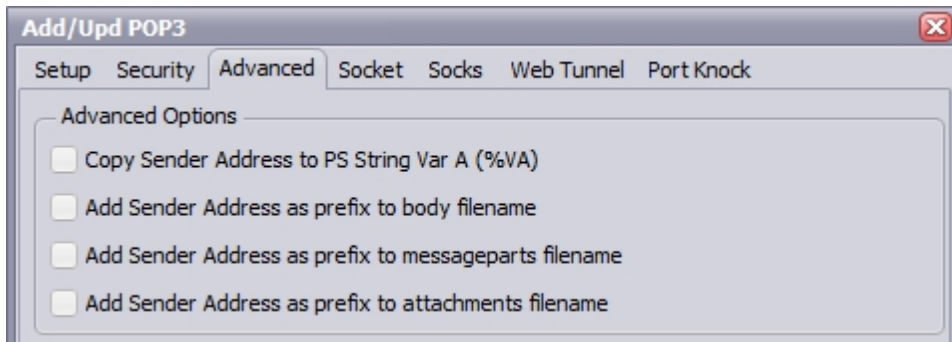 Add/Upd POP3
Setup Security Advanced Socket Socks Web Tunnel Port Knock
Advanced Options
Copy Sender Address to PS String Var A (%VA)
Add Sender Address as prefix to body filename
Add Sender Address as prefix to messageparts filename
Add Sender Address as prefix to attachments filename